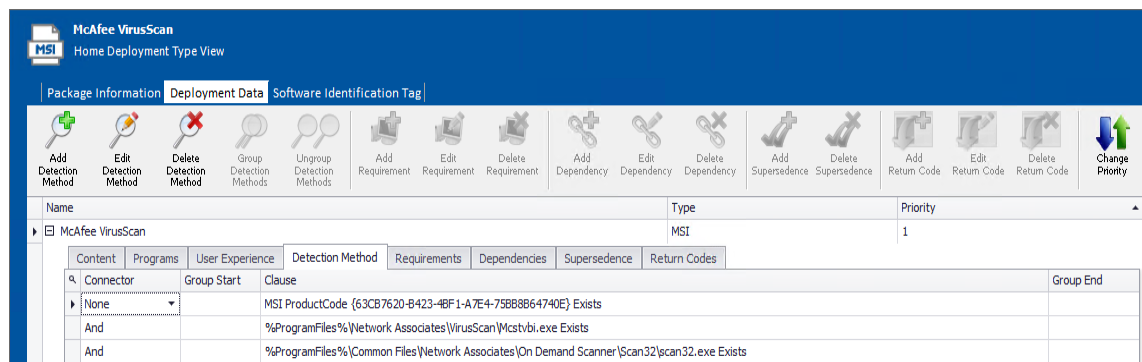 McAfee VirusScan
MSI
Home Deployment Type View
Package Information Deployment Data Software Identification Tag
Add Detection Method
Edit Detection Method
Delete Detection Method
Group Detection Methods
Ungroup Detection Methods
Add Requirement
Edit Requirement
Delete Requirement
Add Dependency
Edit Dependency
Delete Dependency
Add Supersedence
Delete Supersedence
Add Return Code
Edit Return Code
Delete Return Code
Change Priority
Name Type Priority
McAfee VirusScan MSI 1
Content Programs User Experience Detection Method Requirements Dependencies Supersedence Return Codes
Connector Group Start Clause Group End
None MSI ProductCode {63CB7620-B423-4BF1-A7E4-75BB8B64740E} Exists
And %ProgramFiles%\Network Associates\VirusScan\Mcstvbi.exe Exists
And %ProgramFiles%\Common Files\Network Associates\On Demand Scanner\Scan32\scan32.exe Exists